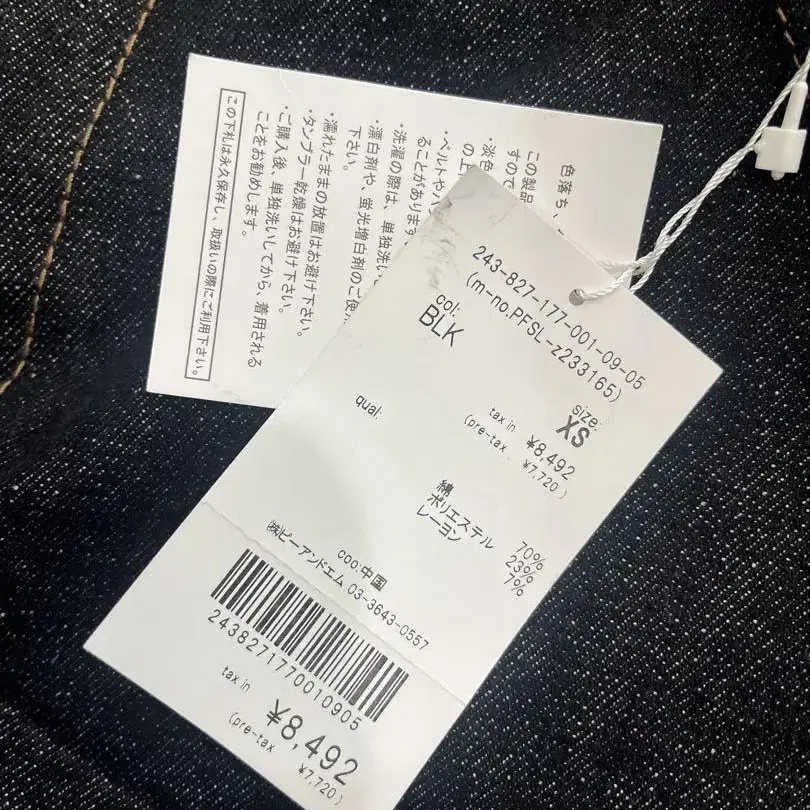 色落ち、
この製品
すので
・淡色
の上
・ベルトや
ることがあります
・洗濯の際は、単独洗い
・漂白剤や、蛍光増白剤のご使
下さい。
・濡れたままの放置はお避け下さい。
・タンブラー乾燥はお避け下さい。
・ご購入後、単独洗いしてから、着用される
ことをお勧めします。
この下札は永久保存し、取扱いの際にご利用下さい。
243-827-177-001-09-05
(m-no.PFSL-z233165)
col:
BLK
size:
XS
tax in ¥8,492
(pre-tax ¥7,720)
qual:
綿 70%
ポリエステル 23%
レーヨン 7%
coo:中国
㈱ビーアンドエム 03-3643-0557
2438271770010905
tax in
¥8,492
(pre-tax ¥7,720)